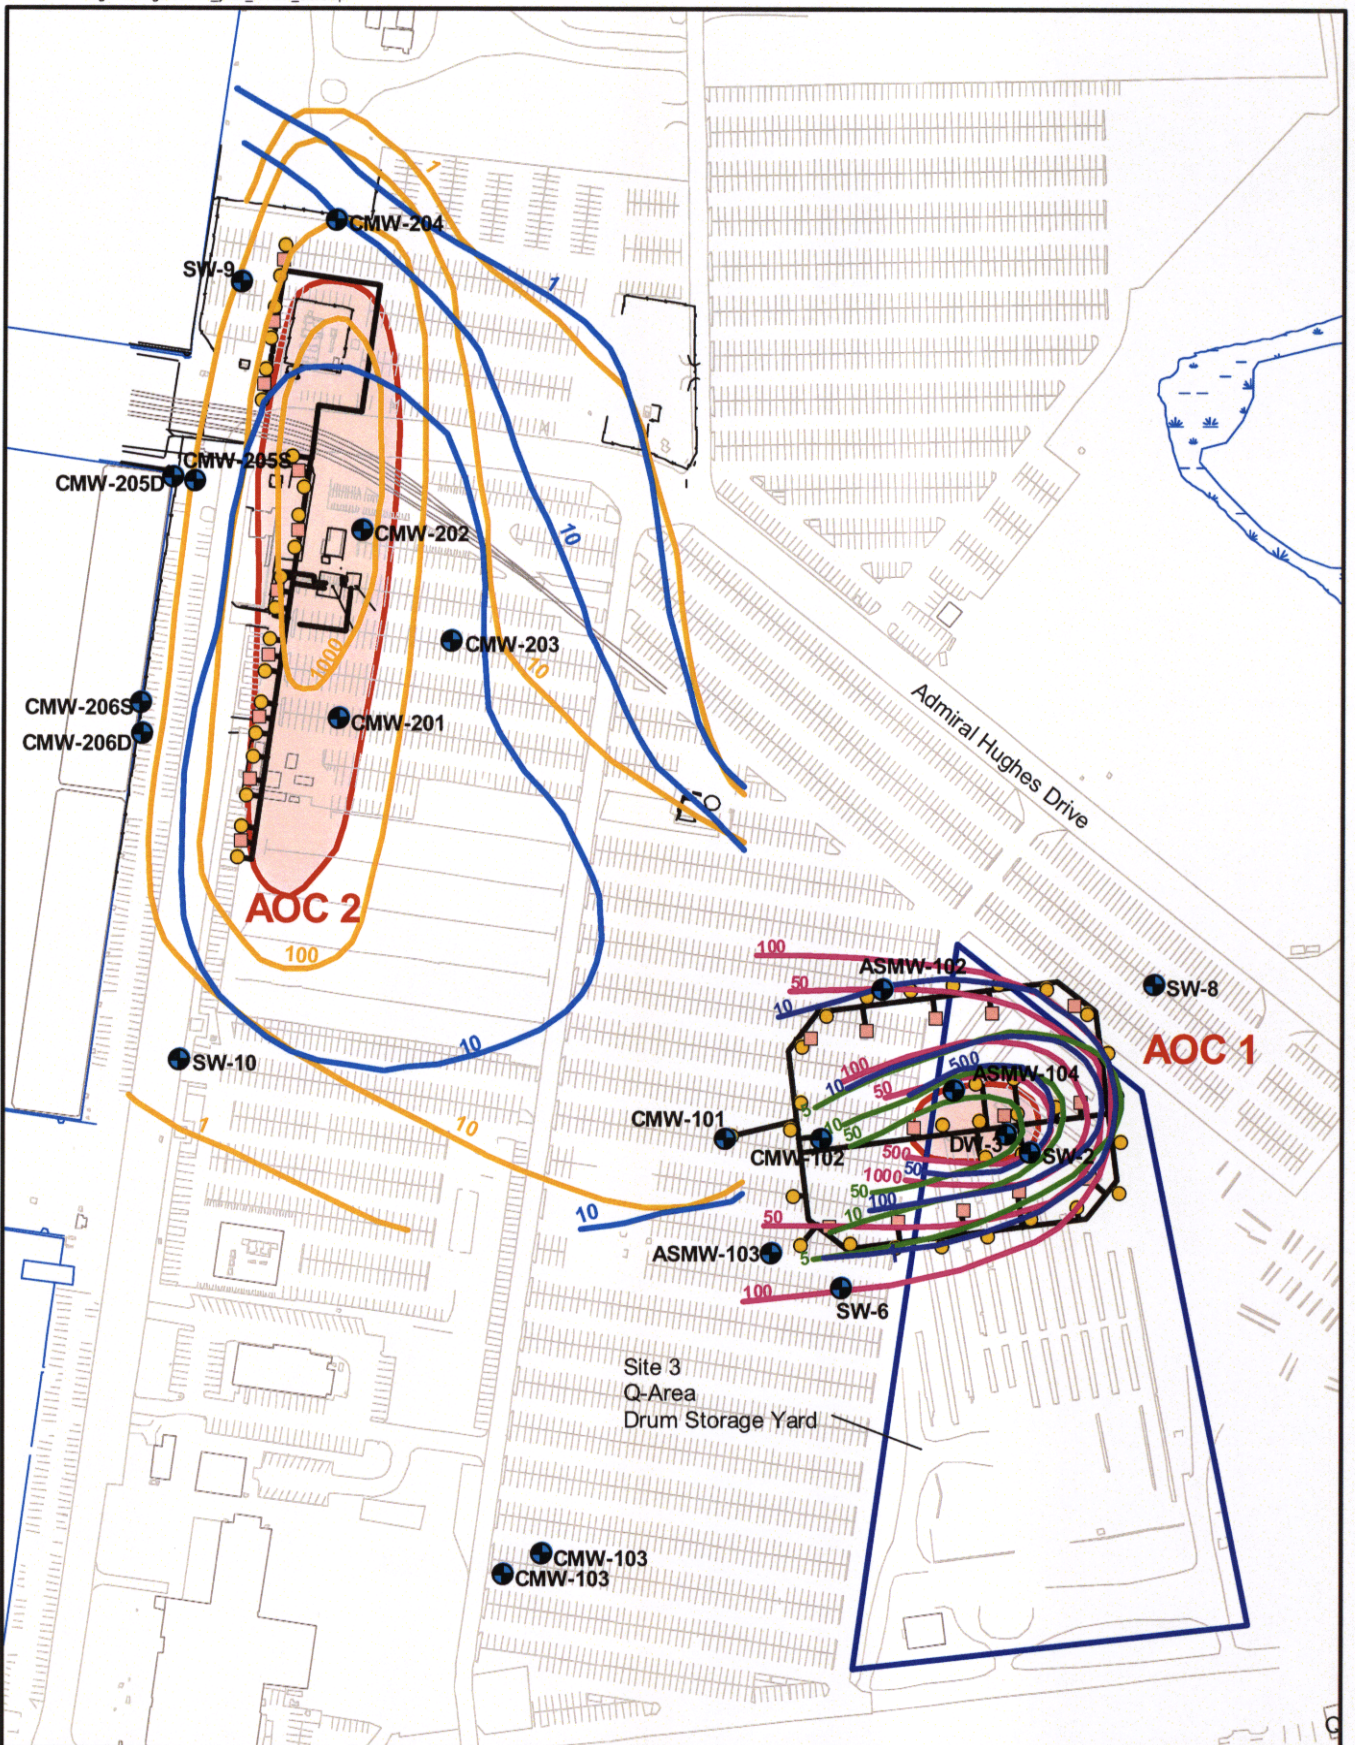 1
CMW-204
SW-9
1
CMW-205S
CMW-205D
10
CMW-202
CMW-203
10
1000
CMW-206S
CMW-201
CMW-206D
Admiral Hughes Drive
AOC 2
100
100
ASMW-102
50
SW-8
10
10
AOC 1
SW-10
100
500
10
50
ASMW-104
5
CMW-101
1
10
10
50
DW-3
CMW-102
500
SW-2
50
1000
50
100
10
10
50
ASMW-103
5
100
SW-6
Site 3
Q-Area
Drum Storage Yard
CMW-103
CMW-103
Q